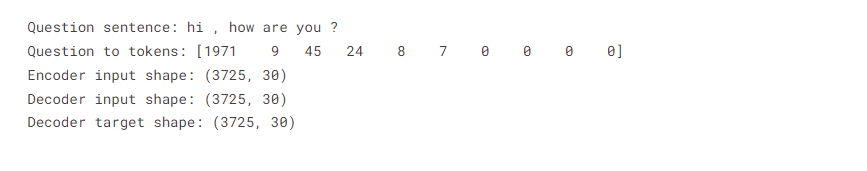 Question sentence: hi , how are you ?
Question to tokens: [1971    9   45   24    8    7    0    0    0    0]
Encoder input shape: (3725, 30)
Decoder input shape: (3725, 30)
Decoder target shape: (3725, 30)